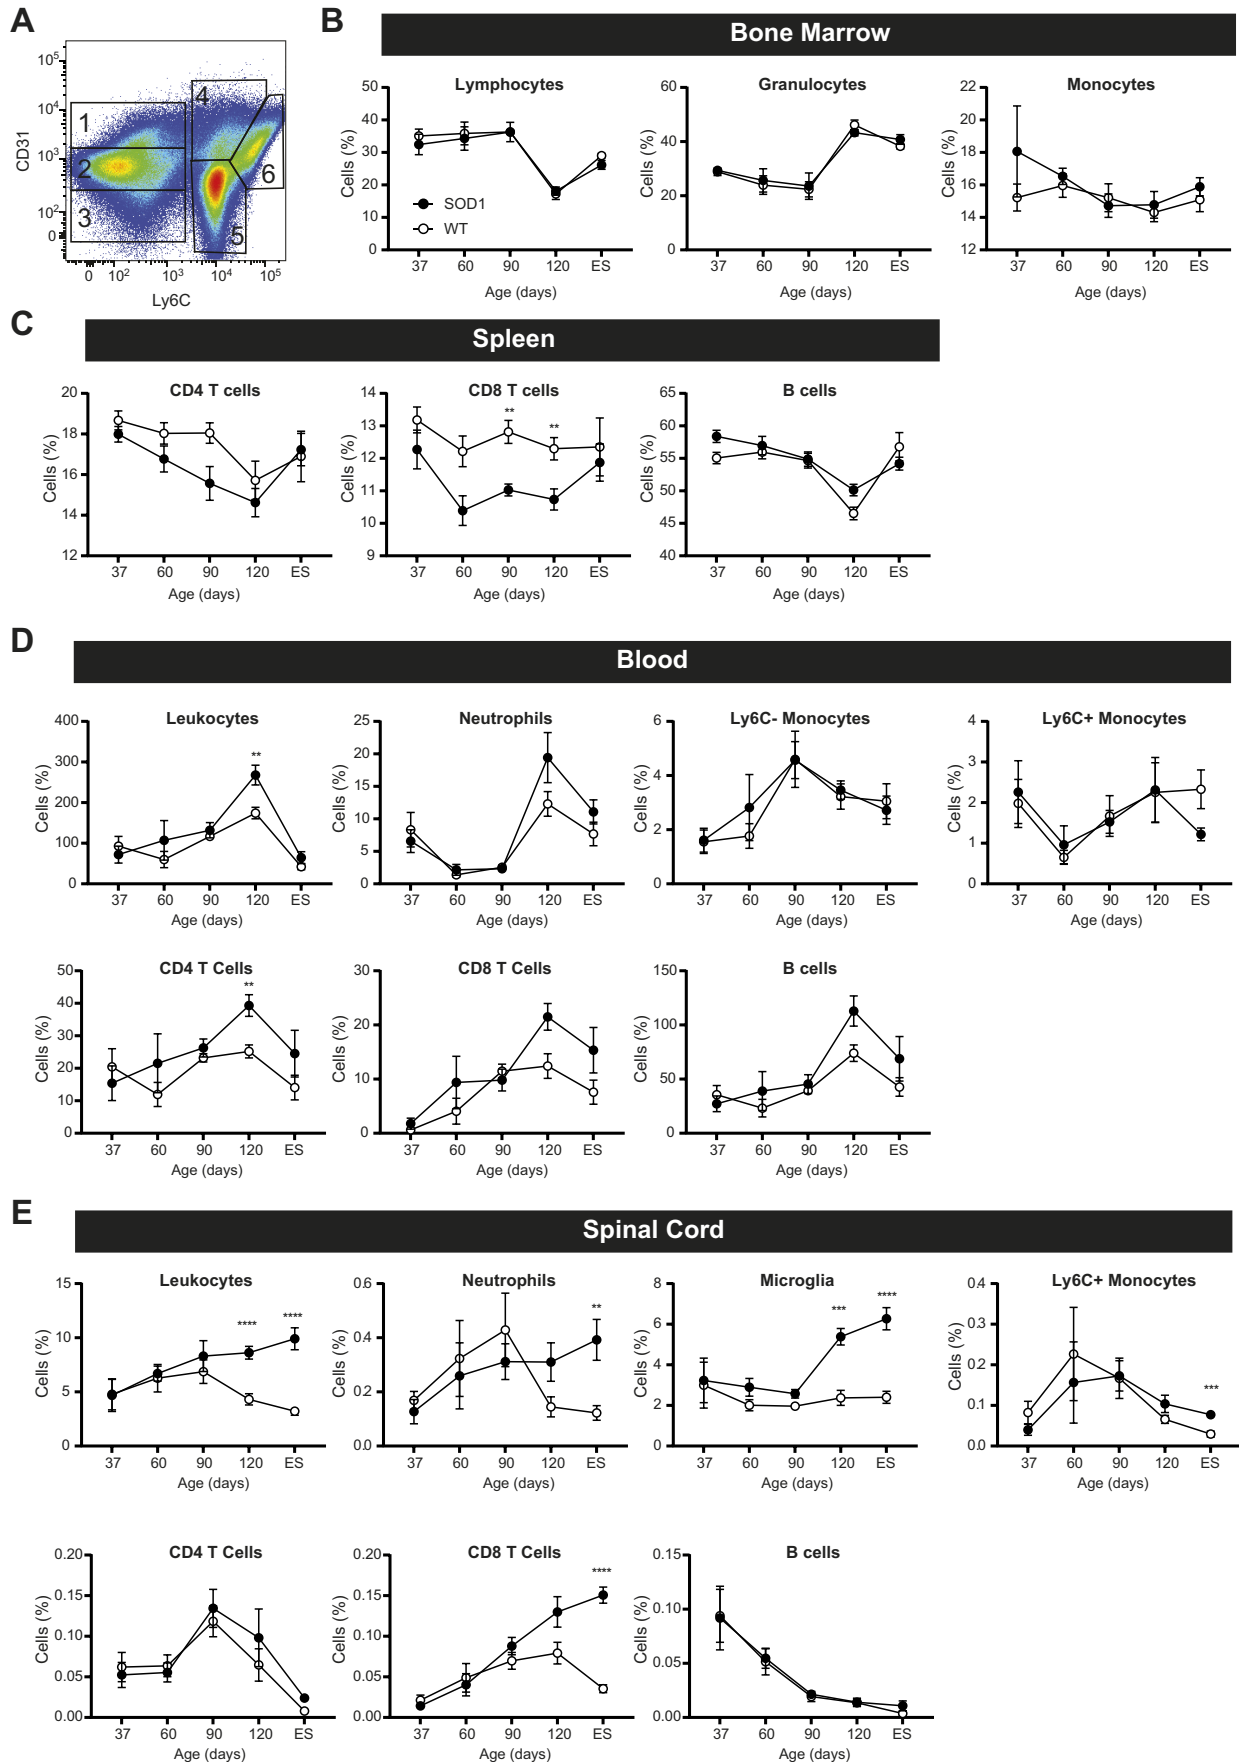 A
CD31
10⁵
10⁴
10³
10²
0
1
2
3
4
5
6
0 10² 10³ 10⁴ 10⁵
Ly6C
B
Bone Marrow
Lymphocytes
Cells (%)
50
40
30
20
10
0
SOD1
WT
37 60 90 120 ES
Age (days)
Granulocytes
Cells (%)
60
40
20
0
37 60 90 120 ES
Age (days)
Monocytes
Cells (%)
22
20
18
16
14
12
37 60 90 120 ES
Age (days)
C
Spleen
CD4 T cells
Cells (%)
20
18
16
14
12
37 60 90 120 ES
Age (days)
CD8 T cells
Cells (%)
14
13
12
11
10
9
** **
37 60 90 120 ES
Age (days)
B cells
Cells (%)
65
60
55
50
45
40
37 60 90 120 ES
Age (days)
D
Blood
Leukocytes
Cells (%)
400
300
200
100
0
**
37 60 90 120 ES
Age (days)
Neutrophils
Cells (%)
25
20
15
10
5
0
37 60 90 120 ES
Age (days)
Ly6C- Monocytes
Cells (%)
6
4
2
0
37 60 90 120 ES
Age (days)
Ly6C+ Monocytes
Cells (%)
4
3
2
1
0
37 60 90 120 ES
Age (days)
CD4 T Cells
Cells (%)
50
40
30
20
10
0
**
37 60 90 120 ES
Age (days)
CD8 T Cells
Cells (%)
30
20
10
0
37 60 90 120 ES
Age (days)
B cells
Cells (%)
150
100
50
0
37 60 90 120 ES
Age (days)
E
Spinal Cord
Leukocytes
Cells (%)
15
10
5
0
**** ****
37 60 90 120 ES
Age (days)
Neutrophils
Cells (%)
0.6
0.4
0.2
0.0
**
37 60 90 120 ES
Age (days)
Microglia
Cells (%)
8
6
4
2
0
*** ****
37 60 90 120 ES
Age (days)
Ly6C+ Monocytes
Cells (%)
0.4
0.3
0.2
0.1
0.0
***
37 60 90 120 ES
Age (days)
CD4 T Cells
Cells (%)
0.20
0.15
0.10
0.05
0.00
37 60 90 120 ES
Age (days)
CD8 T Cells
Cells (%)
0.20
0.15
0.10
0.05
0.00
****
37 60 90 120 ES
Age (days)
B cells
Cells (%)
0.15
0.10
0.05
0.00
37 60 90 120 ES
Age (days)